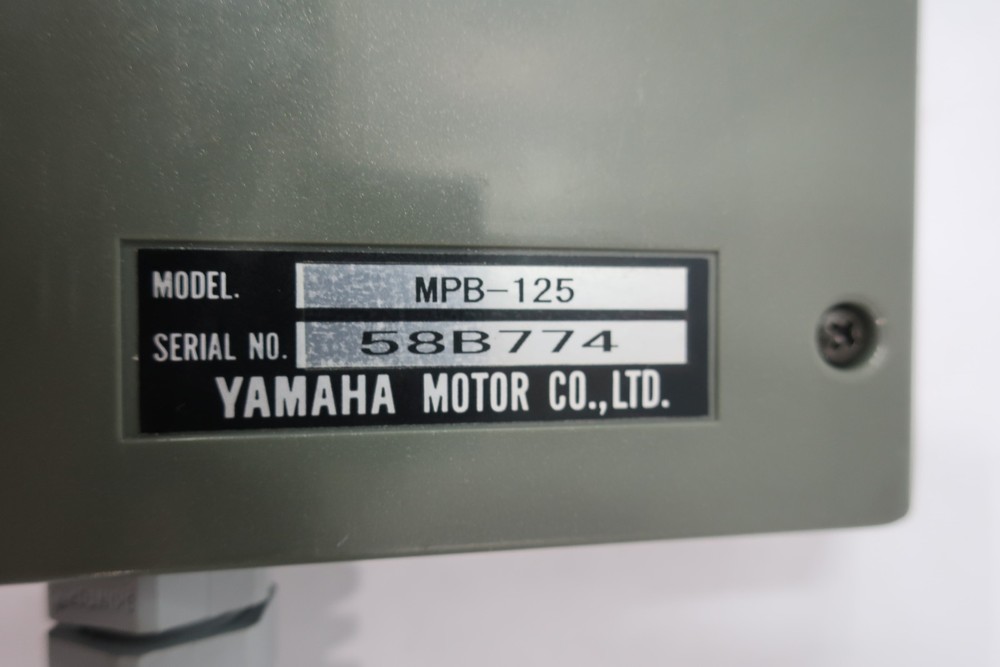 MODEL. MPB-125
SERIAL NO. 58B774
YAMAHA MOTOR CO.,LTD.